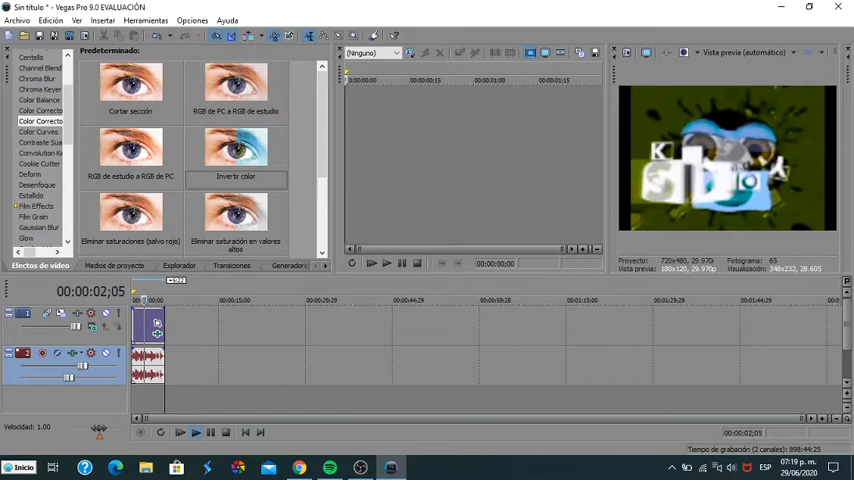 Sin título * - Vegas Pro 9.0 EVALUACIÓN
Archivo Edición Ver Insertar Herramientas Opciones Ayuda
Centello
Channel Blend
Chroma Blur
Chroma Keyer
Color Balance
Color Correcto
Color Correcto
Color Curves
Contraste Sua
Convolution Ke
Cookie Cutter
Deform
Desenfoque
Estallido
Film Effects
Film Grain
Gaussian Blur
Glow
Predeterminado:
Cortar sección
RGB de PC a RGB de estudio
RGB de estudio a RGB de PC
Invertir color
Eliminar saturaciones (salvo rojo)
Eliminar saturación en valores altos
Efectos de vídeo Medios de proyecto Explorador Transiciones Generadore
(Ninguno)
0:00:00:00 00:00:00:15 00:00:01:00 00:00:01:15
00:00:00;00
Vista previa (automático)
K
Proyecto: 720x480, 29.970i
Vista previa: 180x120, 29.970p
Fotograma: 65
Visualización: 348x232, 28.605
00:00:02;05
00:00:15:00 00:00:29:29 00:00:44:29 00:00:59:28 00:01:15:00 00:01:29:29 00:01:44:29
1
2
Velocidad: 1.00
00:00:02;05
Tiempo de grabación (2 canales): 898:44:25
Inicio
ESP
07:19 p. m.
29/06/2020